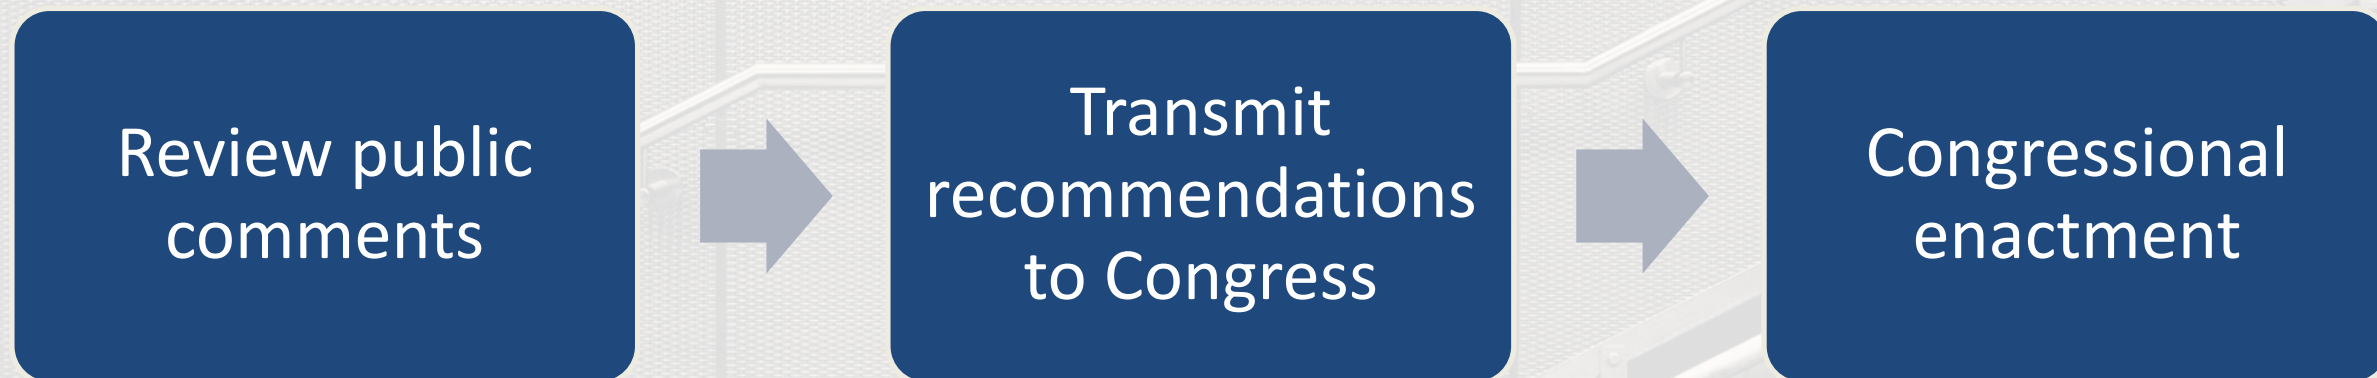 Review public
comments
Transmit
recommendations
to Congress
Congressional
enactment